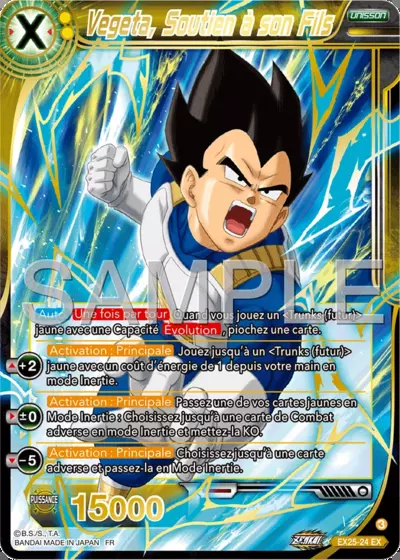 X
Vegeta, Soutien à son Fils
UNISSON
SAMPLE
Auto Une fois par tour Quand vous jouez un <Trunks (futur)>
jaune avec une Capacité Évolution, piochez une carte.
Activation : Principale Jouez jusqu'à un <Trunks (futur)>
+2 jaune avec un coût d'énergie de 1 depuis votre main en
mode Inertie.
Activation : Principale Passez une de vos cartes jaunes en
±0 Mode Inertie : Choisissez jusqu'à une carte de Combat
adverse en mode Inertie et mettez-la KO.
-5 Activation : Principale Choisissez jusqu'à une carte
adverse et passez-la en Mode Inertie.
PUISSANCE
15000
3
©B.S./S., T.A.
BANDAI MADE IN JAPAN FR
ZENKAI
EX25-24 EX